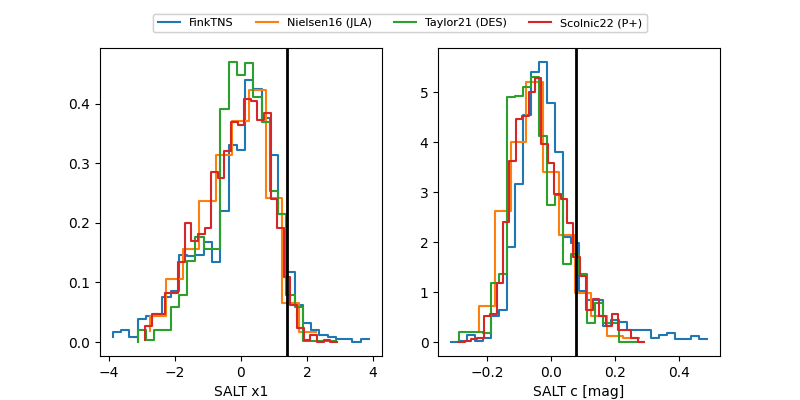 FinkTNS Nielsen16 (JLA) Taylor21 (DES) Scolnic22 (P+)
0.4
0.3
0.2
0.1
0.0
−4 −2 0 2 4
SALT x1
5
4
3
2
1
0
−0.2 0.0 0.2 0.4
SALT c [mag]